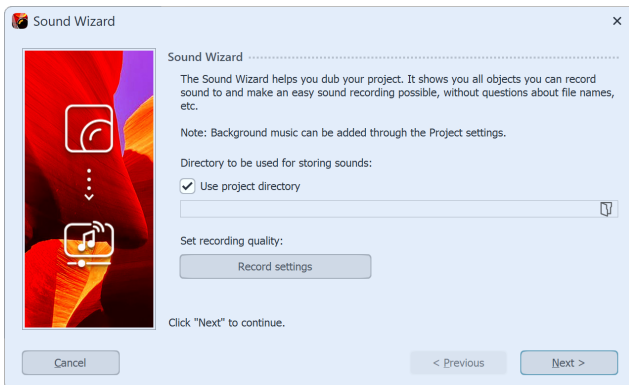 Sound Wizard
Sound Wizard
The Sound Wizard helps you dub your project. It shows you all objects you can record
sound to and make an easy sound recording possible, without questions about file names,
etc.
Note: Background music can be added through the Project settings.
Directory to be used for storing sounds:
Use project directory
Set recording quality:
Record settings
Click "Next" to continue.
Cancel
< Previous
Next >